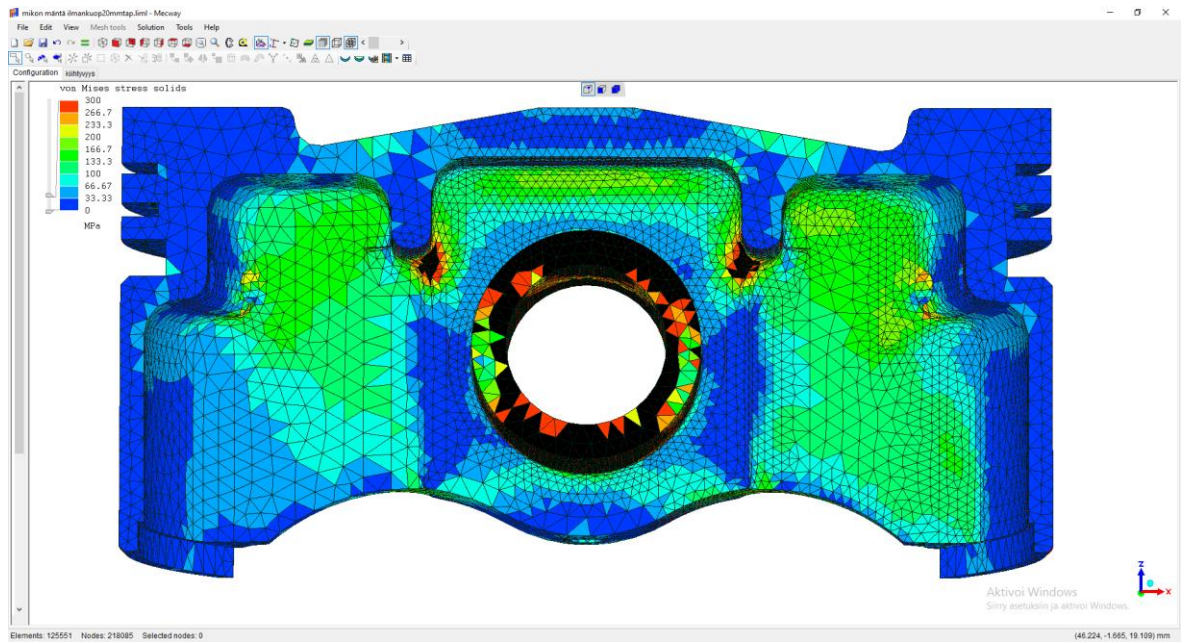 mikon mäntä ilmankuop20mmtap.liml - Mecway
File Edit View Mesh tools Solution Tools Help
Configuration kiihtyvyys
von Mises stress solids
300
266.7
233.3
200
166.7
133.3
100
66.67
33.33
0
MPa
Z
X
Aktivoi Windows
Siirry asetuksiin ja aktivoi Windows.
Elements: 125551 Nodes: 218085 Selected nodes: 0 (46.224, -1.665, 19.109) mm